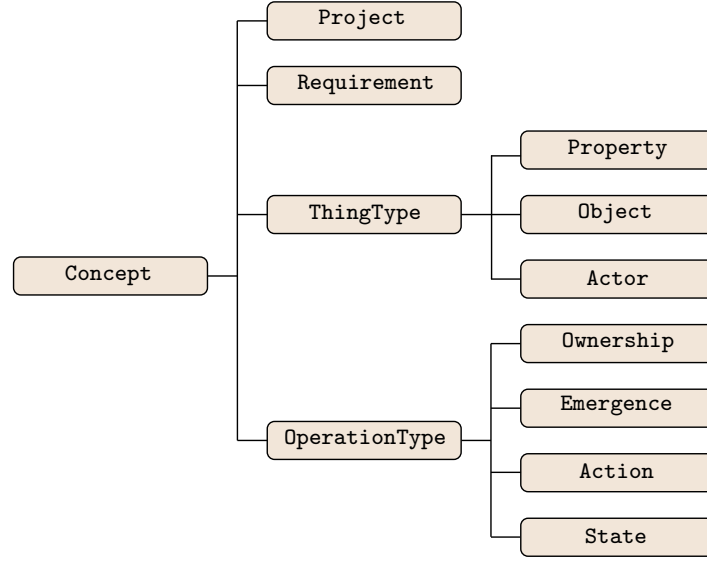 Project
Requirement
Property
ThingType
Object
Concept
Actor
Ownership
Emergence
OperationType
Action
State